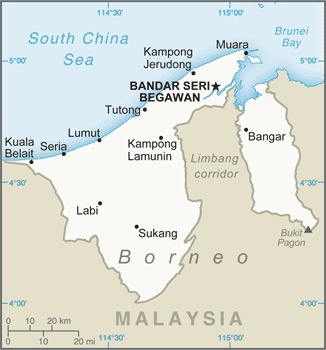 114°30'
115°00'
South China
Sea
Brunei
Bay
Muara
Kampong
Jerudong
5°00'
5°00'
BANDAR SERI
BEGAWAN
Tutong
Kuala
Belait
Seria
Lumut
Kampong
Lamunin
Bangar
Limbang
corridor
4°30'
4°30'
Labi
Sukang
Bukit
Pagon
Borneo
4°00'
4°00'
MALAYSIA
0 10 20 km
0 10 20 mi
114°30'
115°00'